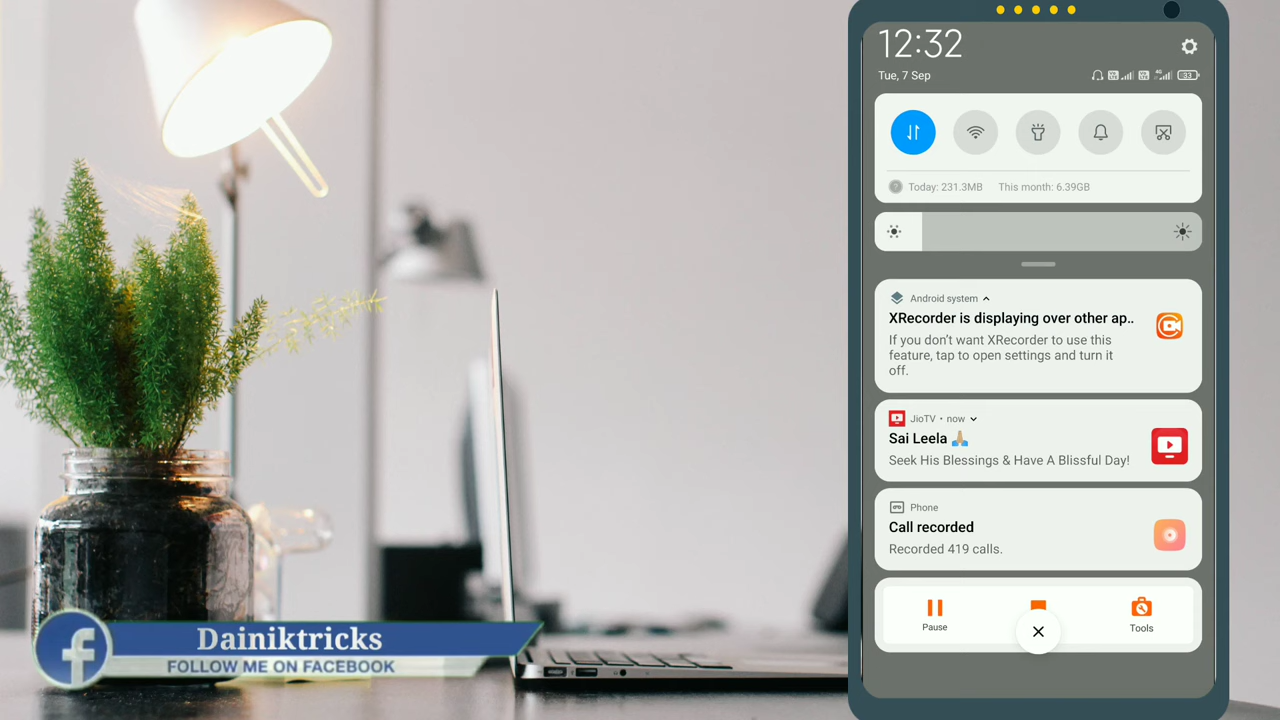 12:32
Tue, 7 Sep
4G
83
Today: 231.3MB This month: 6.39GB
Android system
XRecorder is displaying over other ap..
If you don't want XRecorder to use this
feature, tap to open settings and turn it
off.
JioTV • now
Sai Leela 🙏🏼
Seek His Blessings & Have A Blissful Day!
Phone
Call recorded
Recorded 419 calls.
Pause
Tools
Dainiktricks
FOLLOW ME ON FACEBOOK